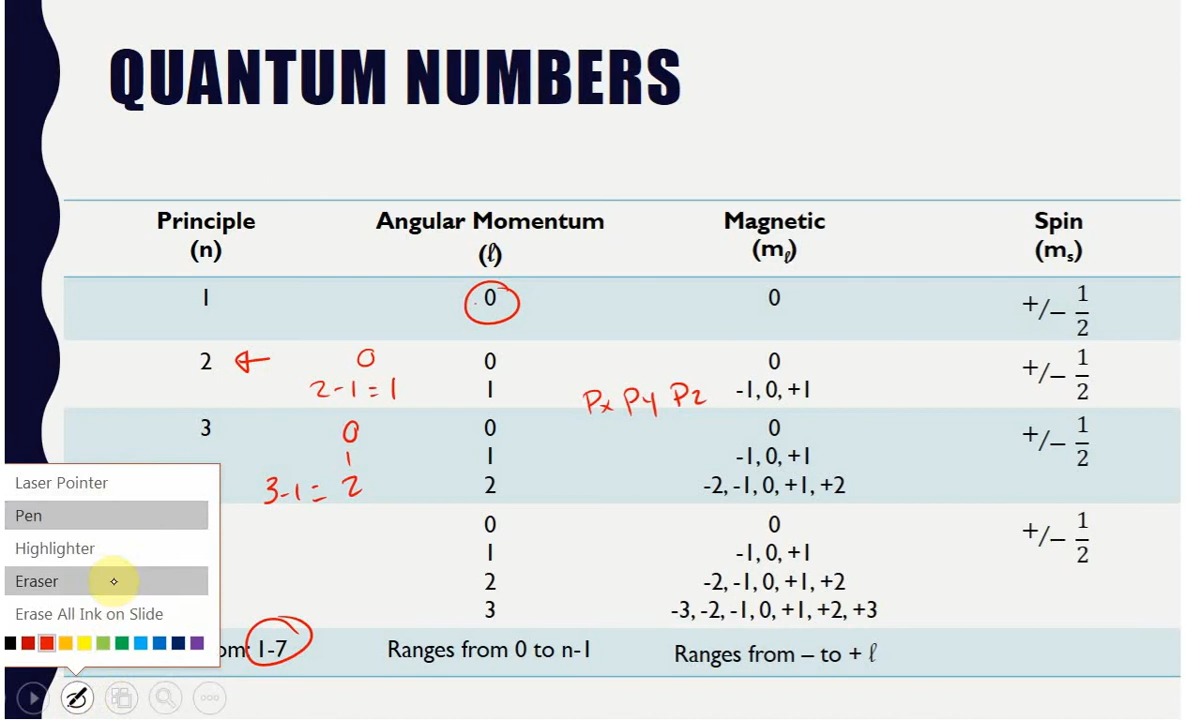 QUANTUM NUMBERS
Principle Angular Momentum Magnetic Spin
(n) (ℓ) (mℓ) (ms)
1 0 0 +/– 1/2
2 0 0 0 +/– 1/2
2-1=1 1 Px Py Pz -1, 0, +1
3 0 0 0 +/– 1/2
1 1 -1, 0, +1
3-1=2 2 -2, -1, 0, +1, +2
0 0 +/– 1/2
1 -1, 0, +1
2 -2, -1, 0, +1, +2
3 -3, -2, -1, 0, +1, +2, +3
1-7 Ranges from 0 to n-1 Ranges from – to + ℓ
Laser Pointer
Pen
Highlighter
Eraser
Erase All Ink on Slide